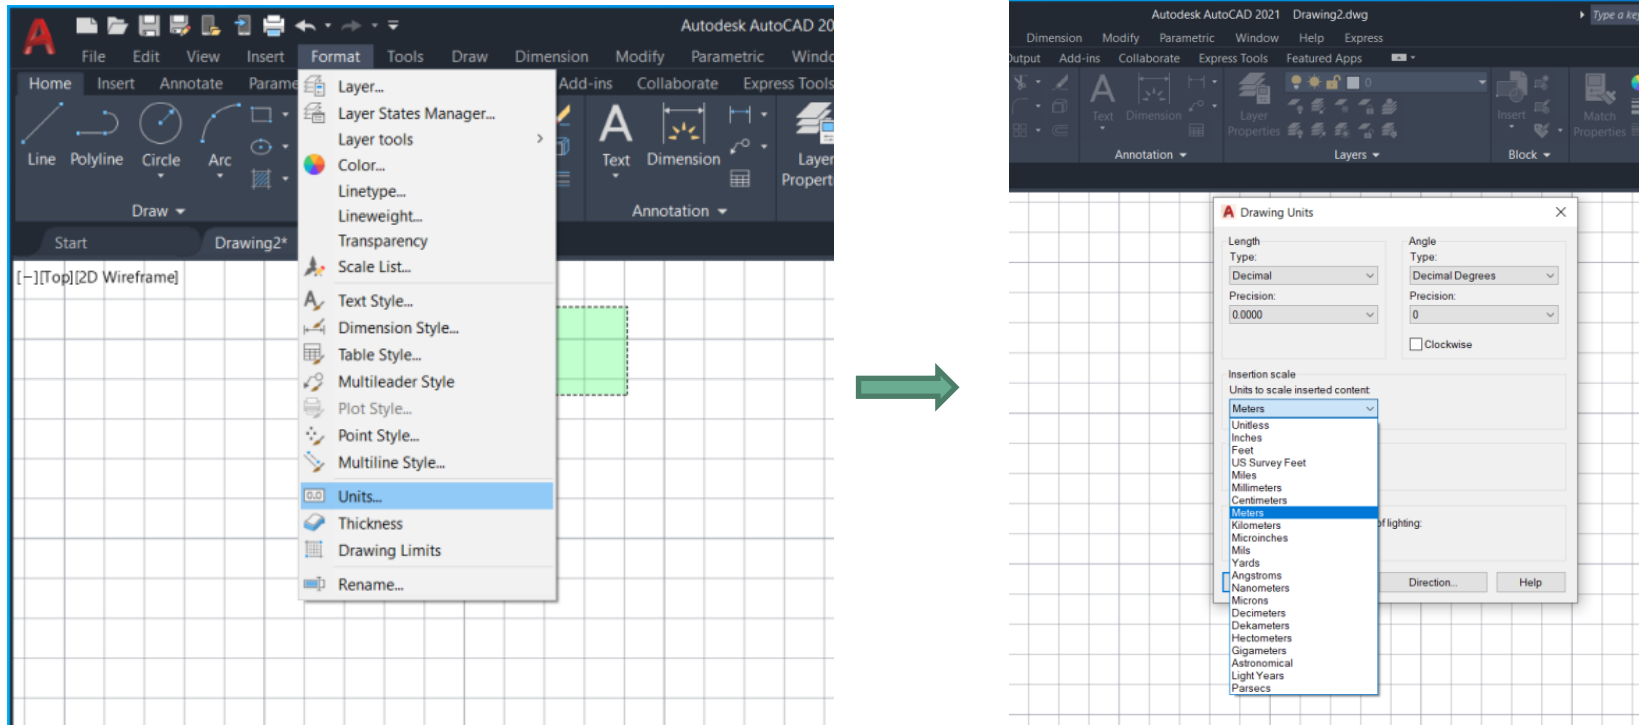 Autodesk AutoCAD 20
File Edit View Insert Format Tools Draw Dimension Modify Parametric Windo
Home Insert Annotate Parame Add-ins Collaborate Express Tools
Line Polyline Circle Arc Text Dimension Layer
Propert
Draw Annotation
Start Drawing2*
[−][Top][2D Wireframe]
Layer...
Layer States Manager...
Layer tools
Color...
Linetype...
Lineweight...
Transparency
Scale List...
Text Style...
Dimension Style...
Table Style...
Multileader Style
Plot Style...
Point Style...
Multiline Style...
0.0 Units...
Thickness
Drawing Limits
Rename...
Autodesk AutoCAD 2021 Drawing2.dwg Type a key
Dimension Modify Parametric Window Help Express
Output Add-ins Collaborate Express Tools Featured Apps
0
Text Dimension Layer
Properties Insert Match
Properties
Annotation Layers Block
Drawing Units
Length
Type:
Decimal
Precision:
0.0000
Angle
Type:
Decimal Degrees
Precision:
0
Clockwise
Insertion scale
Units to scale inserted content:
Meters
Unitless
Inches
Feet
US Survey Feet
Miles
Millimeters
Centimeters
Meters
Kilometers
Microinches
Mils
Yards
Angstroms
Nanometers
Microns
Decimeters
Dekameters
Hectometers
Gigameters
Astronomical
Light Years
Parsecs
of lighting:
Direction... Help